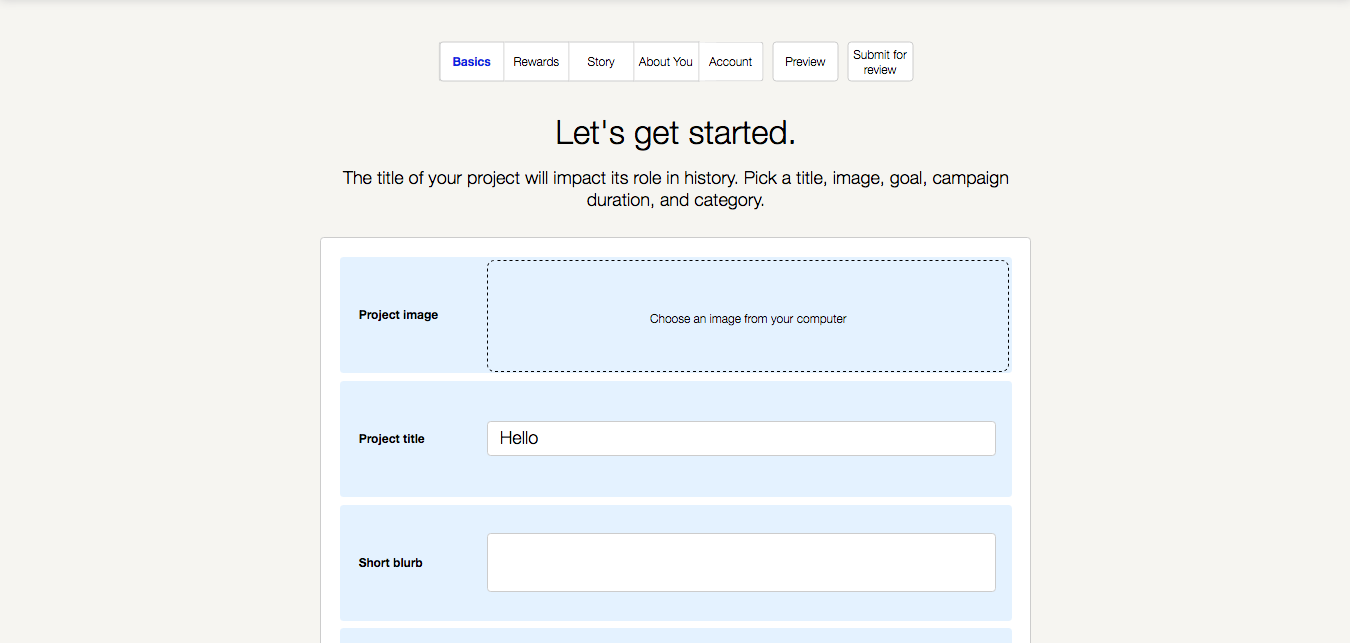 Basics Rewards Story About You Account Preview Submit for review
Let's get started.
The title of your project will impact its role in history. Pick a title, image, goal, campaign
duration, and category.
Project image
Choose an image from your computer
Project title
Hello
Short blurb